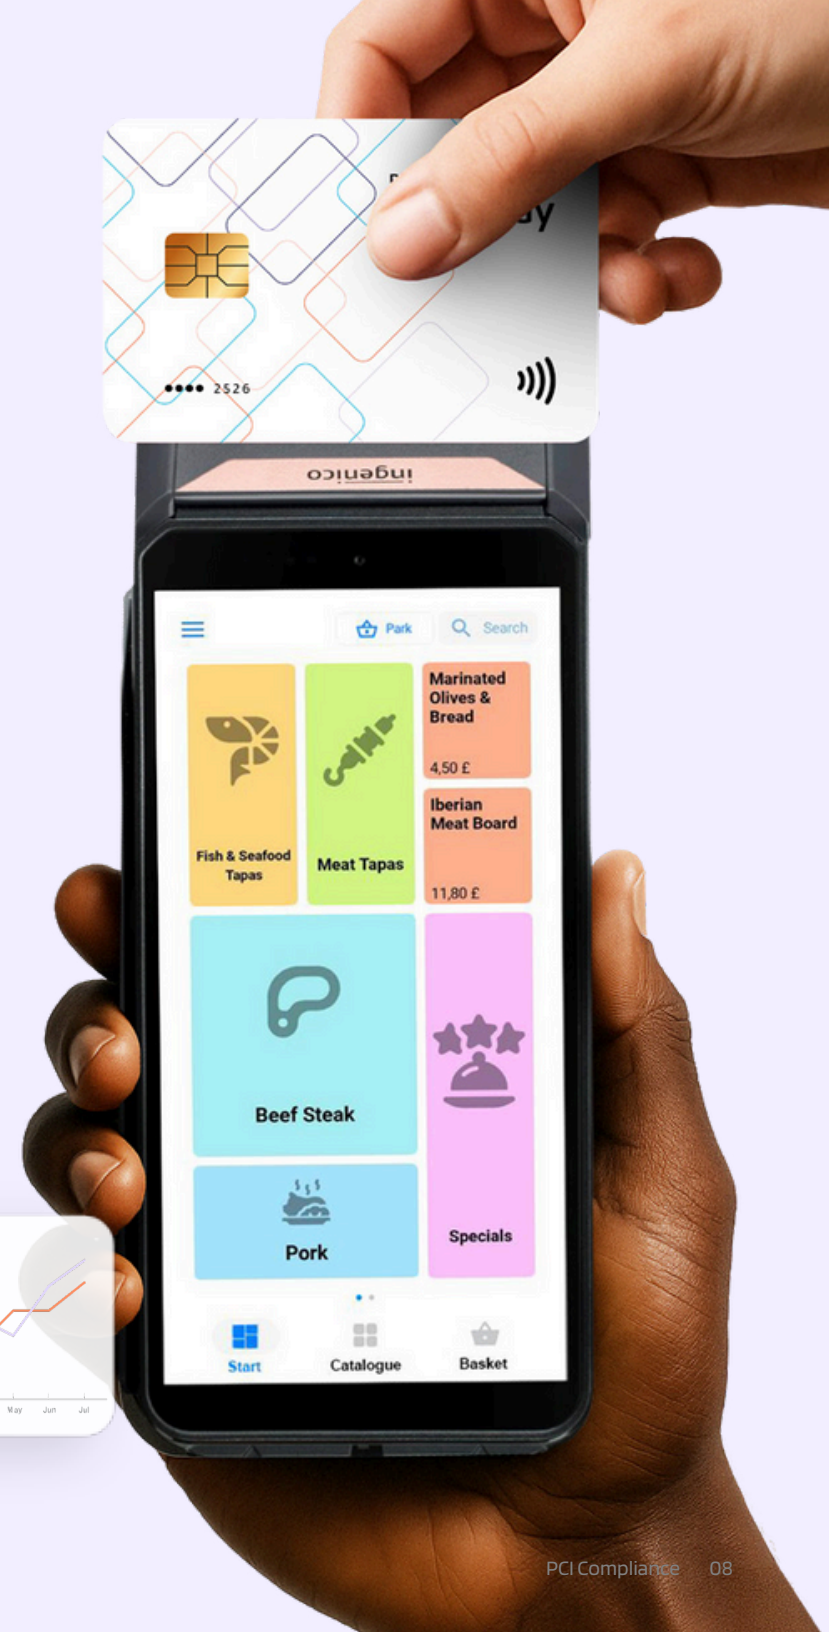 2526
ingenico
Park
Search
Marinated
Olives &
Bread
4,50 £
Fish & Seafood
Tapas
Meat Tapas
Iberian
Meat Board
11,80 £
Beef Steak
Pork
Specials
Start
Catalogue
Basket
May Jun Jul
PCI Compliance 08